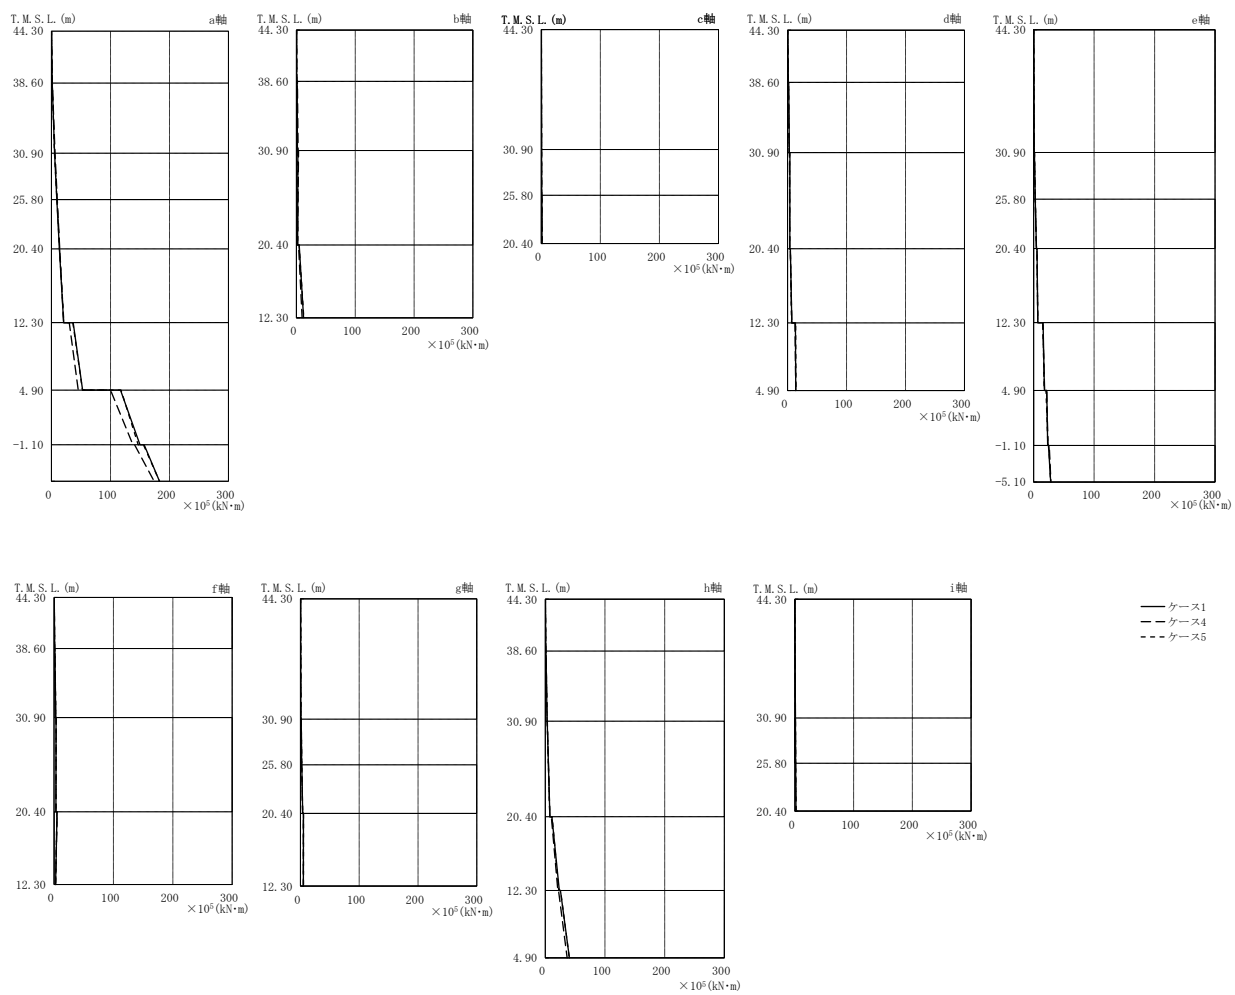 T.M.S.L.(m) a軸
44.30
38.60
30.90
25.80
20.40
12.30
4.90
-1.10
0 100 200 300
×10⁵(kN·m)
T.M.S.L.(m) b軸
44.30
38.60
30.90
20.40
12.30
0 100 200 300
×10⁵(kN·m)
T.M.S.L.(m) c軸
44.30
30.90
25.80
20.40
0 100 200 300
×10⁵(kN·m)
T.M.S.L.(m) d軸
44.30
38.60
30.90
20.40
12.30
4.90
0 100 200 300
×10⁵(kN·m)
T.M.S.L.(m) e軸
44.30
30.90
25.80
20.40
12.30
4.90
-1.10
-5.10
0 100 200 300
×10⁵(kN·m)
T.M.S.L.(m) f軸
44.30
38.60
30.90
20.40
12.30
0 100 200 300
×10⁵(kN·m)
T.M.S.L.(m) g軸
44.30
30.90
25.80
20.40
12.30
0 100 200 300
×10⁵(kN·m)
T.M.S.L.(m) h軸
44.30
38.60
30.90
20.40
12.30
4.90
0 100 200 300
×10⁵(kN·m)
T.M.S.L.(m) i軸
44.30
30.90
25.80
20.40
0 100 200 300
×10⁵(kN·m)
ケース1
ケース4
ケース5